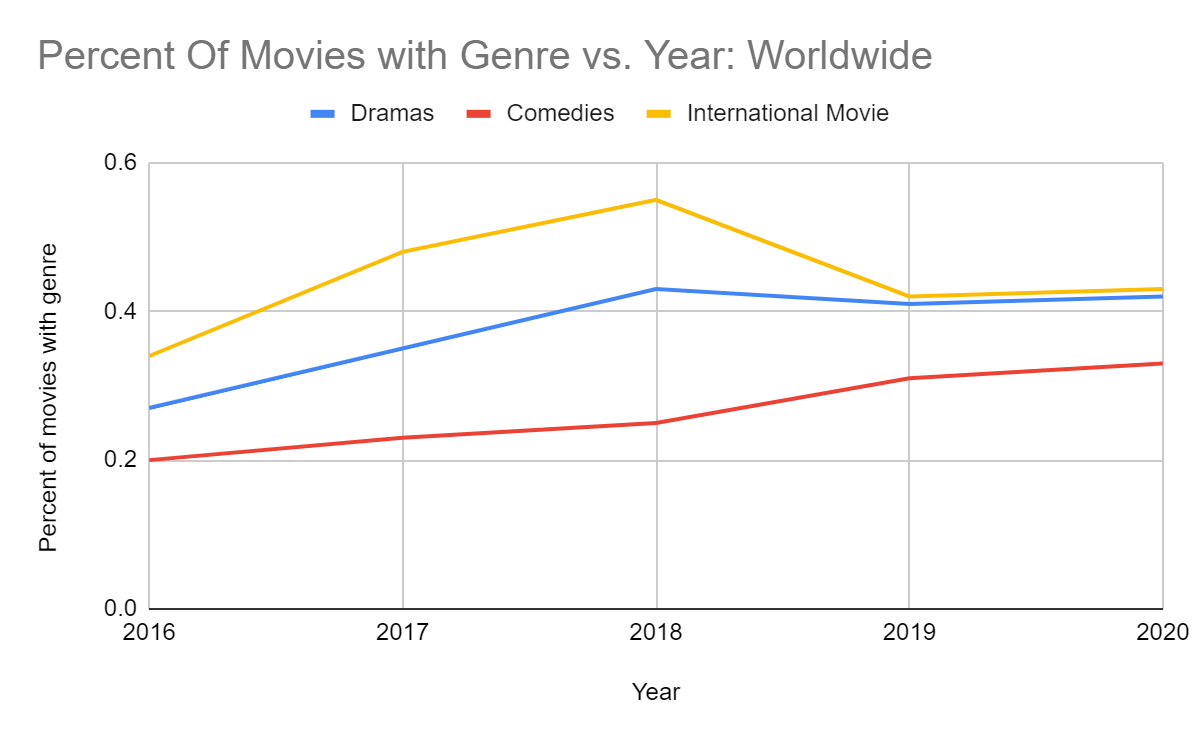 Percent Of Movies with Genre vs. Year: Worldwide
Dramas Comedies International Movie
0.6
0.4
0.2
0.0
Percent of movies with genre
2016 2017 2018 2019 2020
Year